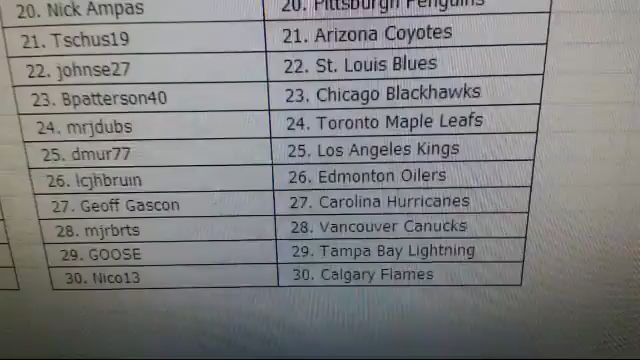 20. Nick Ampas 20. Pittsburgh Penguins
21. Tschus19 21. Arizona Coyotes
22. johnse27 22. St. Louis Blues
23. Bpatterson40 23. Chicago Blackhawks
24. mrjdubs 24. Toronto Maple Leafs
25. dmur77 25. Los Angeles Kings
26. lcjhbruin 26. Edmonton Oilers
27. Geoff Gascon 27. Carolina Hurricanes
28. mjrbrts 28. Vancouver Canucks
29. GOOSE 29. Tampa Bay Lightning
30. Nico13 30. Calgary Flames